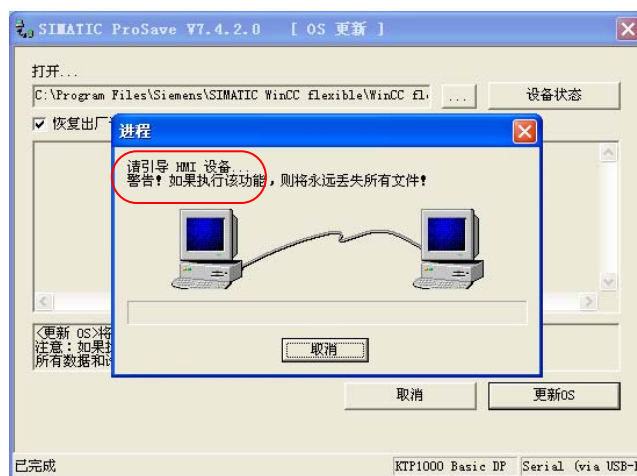 SIMATIC ProSave V7.4.2.0 [ OS 更新 ]
打开...
C:\Program Files\Siemens\SIMATIC WinCC flexible\WinCC fl
... 设备状态
恢复出厂
进程
请引导 HMI 设备...
警告! 如果执行该功能,则将永远丢失所有文件!
取消
<更新 OS>将
注意:如果
所有数据和
取消 更新OS
已完成 KTP1000 Basic DP Serial (via USB-